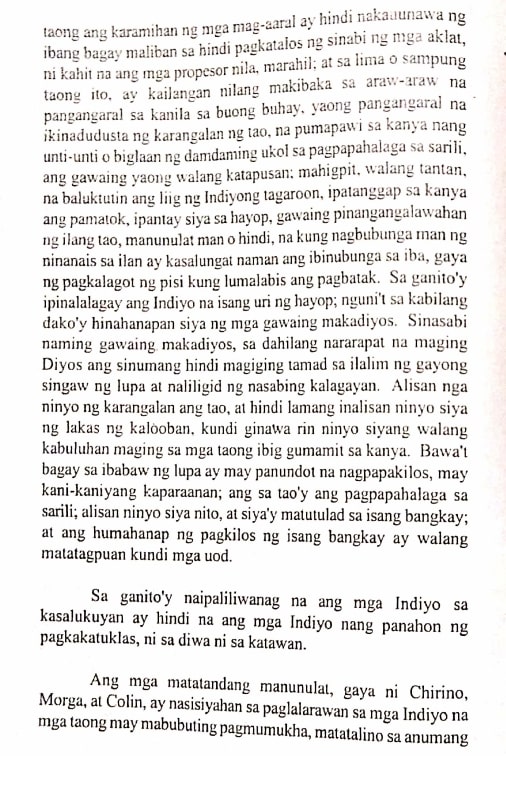 taong ang karamihan ng mga mag-aaral ay hindi nakauunawa ng
ibang bagay maliban sa hindi pagkatalos ng sinabi ng mga aklat,
ni kahit na ang mga propesor nila, marahil; at sa lima o sampung
taong ito, ay kailangan nilang makibaka sa araw-araw na
pangangaral sa kanila sa buong buhay, yaong pangangaral na
ikinadudusta ng karangalan ng tao, na pumapawi sa kanya nang
unti-unti o biglaan ng damdaming ukol sa pagpapahalaga sa sarili,
ang gawaing yaong walang katapusan; mahigpit, walang tantan,
na baluktutin ang liig ng Indiyong tagaroon, ipatanggap sa kanya
ang pamatok, ipantay siya sa hayop, gawaing pinangangalawahan
ng ilang tao, manunulat man o hindi, na kung nagbubunga man ng
ninanais sa ilan ay kasalungat naman ang ibinubunga sa iba, gaya
ng pagkalagot ng pisi kung lumalabis ang pagbatak. Sa ganito'y
ipinalalagay ang Indiyo na isang uri ng hayop; nguni't sa kabilang
dako'y hinahanapan siya ng mga gawaing makadiyos. Sinasabi
naming gawaing makadiyos, sa dahilang nararapat na maging
Diyos ang sinumang hindi magiging tamad sa ilalim ng gayong
singaw ng lupa at naliligid ng nasabing kalagayan. Alisan nga
ninyo ng karangalan ang tao, at hindi lamang inalisan ninyo siya
ng lakas ng kalooban, kundi ginawa rin ninyo siyang walang
kabuluhan maging sa mga taong ibig gumamit sa kanya. Bawa't
bagay sa ibabaw ng lupa ay may panundot na nagpapakilos, may
kani-kaniyang kaparaanan; ang sa tao'y ang pagpapahalaga sa
sarili; alisan ninyo siya nito, at siya'y matutulad sa isang bangkay;
at ang humahanap ng pagkilos ng isang bangkay ay walang
matatagpuan kundi mga uod.
Sa ganito'y naipaliliwanag na ang mga Indiyo sa
kasalukuyan ay hindi na ang mga Indiyo nang panahon ng
pagkakatuklas, ni sa diwa ni sa katawan.
Ang mga matatandang manunulat, gaya ni Chirino,
Morga, at Colin, ay nasisiyahan sa paglalarawan sa mga Indiyo na
mga taong may mabubuting pagmumukha, matatalino sa anumang